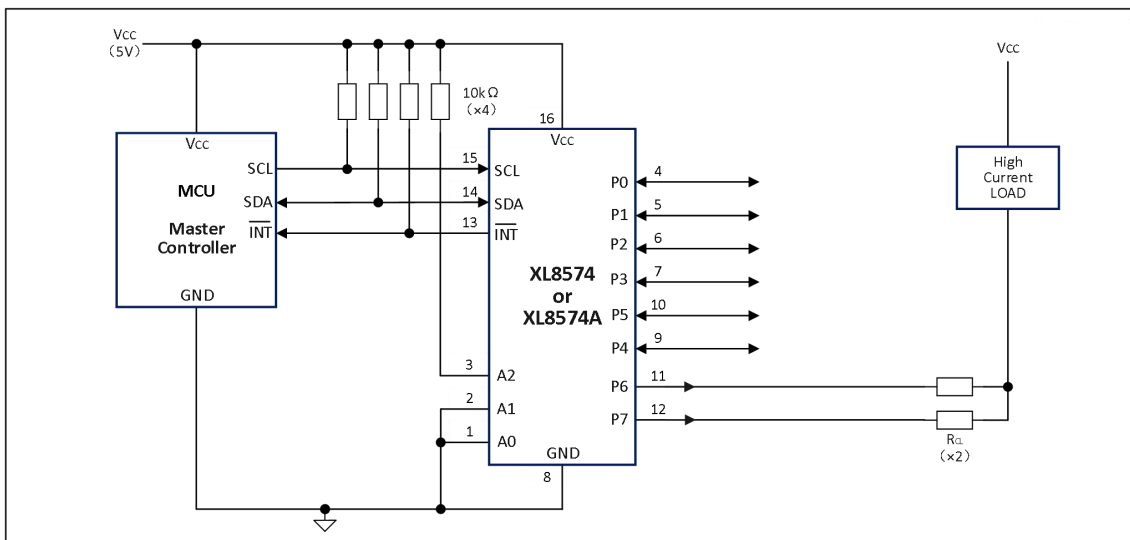 Vcc
(5V)
10kΩ
(×4)
Vcc
MCU
Master
Controller
SCL
SDA
INT
GND
16
Vcc
15
SCL
14
SDA
13
INT
XL8574
or
XL8574A
3
A2
2
A1
1
A0
GND
8
P0
4
P1
5
P2
6
P3
7
P5
10
P4
9
P6
11
P7
12
Vcc
High
Current
LOAD
RCL
(×2)